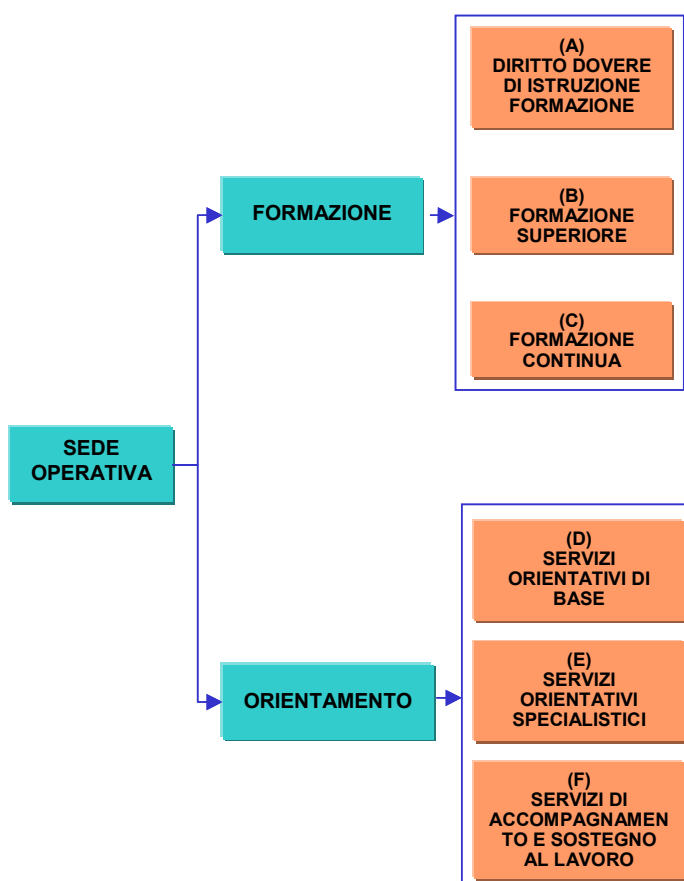 (A)
DIRITTO DOVERE
DI ISTRUZIONE
FORMAZIONE
FORMAZIONE
(B)
FORMAZIONE
SUPERIORE
(C)
FORMAZIONE
CONTINUA
SEDE
OPERATIVA
(D)
SERVIZI
ORIENTATIVI DI
BASE
(E)
SERVIZI
ORIENTATIVI
SPECIALISTICI
ORIENTAMENTO
(F)
SERVIZI DI
ACCOMPAGNAMEN
TO E SOSTEGNO
AL LAVORO